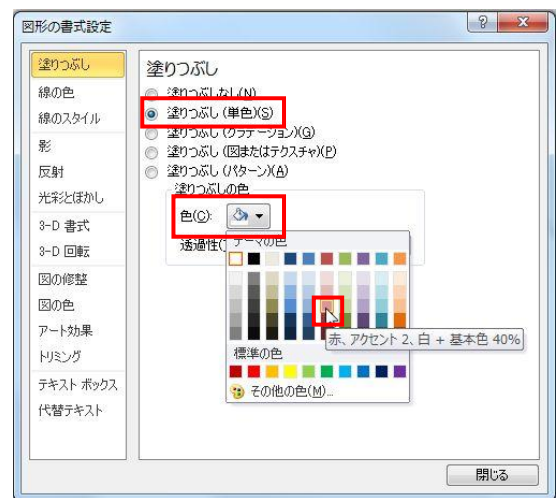 図形の書式設定
塗りつぶし
線の色
線のスタイル
影
反射
光彩とぼかし
3-D 書式
3-D 回転
図の修整
図の色
アート効果
トリミング
テキスト ボックス
代替テキスト
塗りつぶし
塗りつぶしなし(N)
塗りつぶし (単色)(S)
塗りつぶし (グラデーション)(G)
塗りつぶし (図またはテクスチャ)(P)
塗りつぶし (パターン)(A)
塗りつぶしの色
色(C):
透過性(
テーマの色
赤、アクセント 2、白 + 基本色 40%
標準の色
その他の色(M)...
閉じる